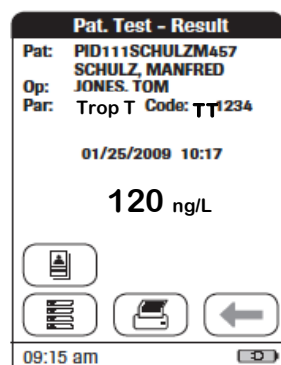 Pat. Test - Result
Pat: PID111SCHULZM457
SCHULZ, MANFRED
Op: JONES, TOM
Par: Trop T Code: TT1234
01/25/2009 10:17
120 ng/L
09:15 am